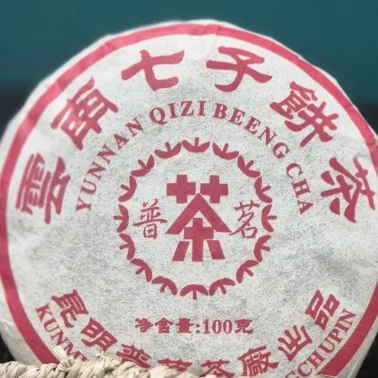 雲南七子餅茶
YUNNAN QIZI BEENG CHA
普 茶 茗
净含量:100克
昆明普茗茶廠出品